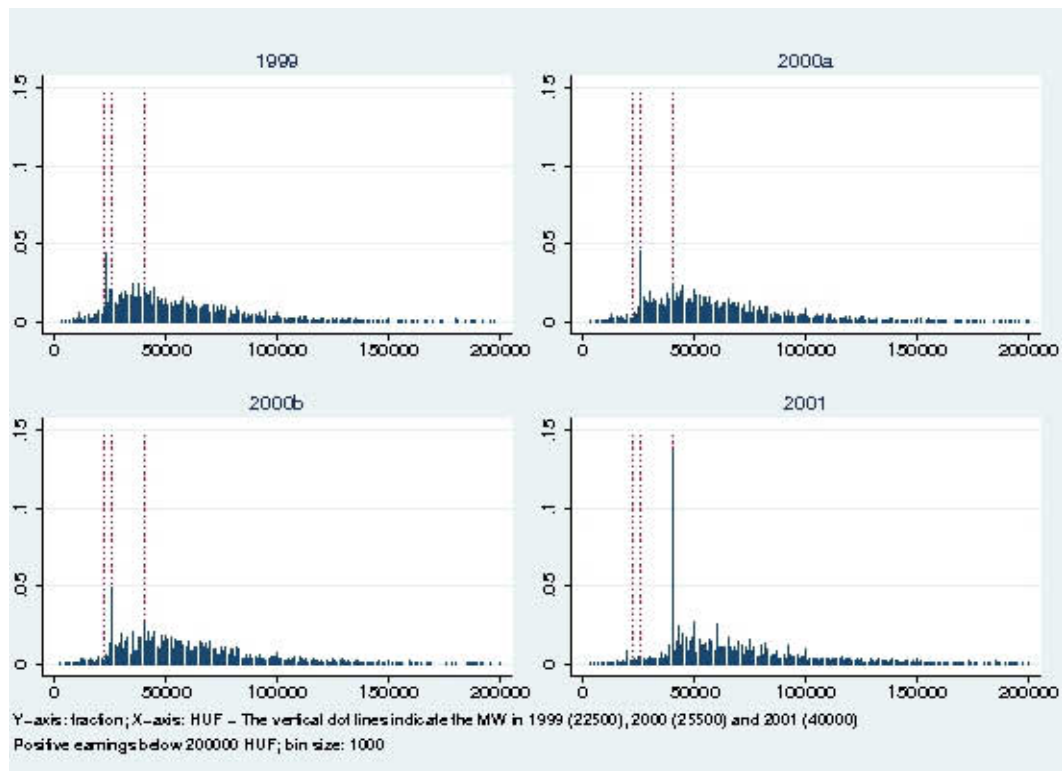 1999
2000a
.15
.1
.05
0
0 50000 100000 150000 200000
.15
.1
.05
0
0 50000 100000 150000 200000
2000b
2001
.15
.1
.05
0
0 50000 100000 150000 200000
.15
.1
.05
0
0 50000 100000 150000 200000
Y-axis: fraction; X-axis: HUF - The vertical dot lines indicate the MW in 1999 (22500), 2000 (25500) and 2001 (40000)
Positive earnings below 200000 HUF; bin size: 1000